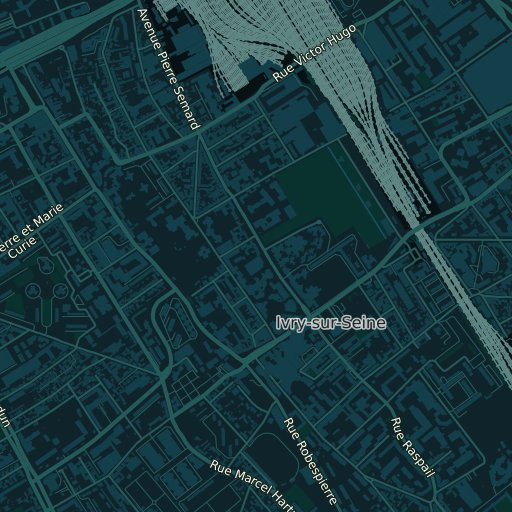 Avenue Pierre Semard
Rue Victor Hugo
erre et Marie
Curie
Ivry-sur-Seine
dun
Rue Robespierre
Rue Raspail
Rue Marcel Hart